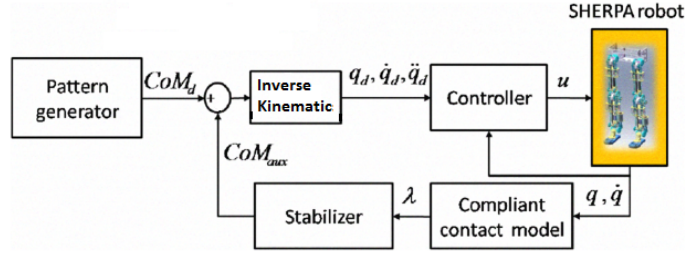 SHERPA robot
Pattern
generator
CoM_d
+
Inverse
Kinematic
q_d, q̇_d, q̈_d
Controller
u
CoM_aux
Stabilizer
λ
Compliant
contact model
q, q̇